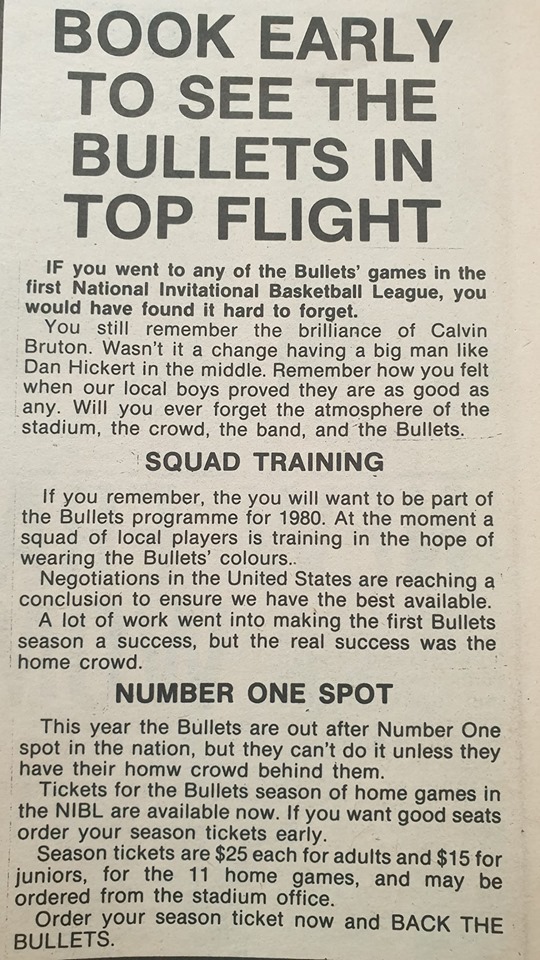 BOOK EARLY
TO SEE THE
BULLETS IN
TOP FLIGHT
IF you went to any of the Bullets' games in the
first National Invitational Basketball League, you
would have found it hard to forget.
You still remember the brilliance of Calvin
Bruton. Wasn't it a change having a big man like
Dan Hickert in the middle. Remember how you felt
when our local boys proved they are as good as
any. Will you ever forget the atmosphere of the
stadium, the crowd, the band, and the Bullets.
SQUAD TRAINING
If you remember, the you will want to be part of
the Bullets programme for 1980. At the moment a
squad of local players is training in the hope of
wearing the Bullets' colours..
Negotiations in the United States are reaching a
conclusion to ensure we have the best available.
A lot of work went into making the first Bullets
season a success, but the real success was the
home crowd.
NUMBER ONE SPOT
This year the Bullets are out after Number One
spot in the nation, but they can't do it unless they
have their homw crowd behind them.
Tickets for the Bullets season of home games in
the NIBL are available now. If you want good seats
order your season tickets early.
Season tickets are $25 each for adults and $15 for
juniors, for the 11 home games, and may be
ordered from the stadium office.
Order your season ticket now and BACK THE
BULLETS.